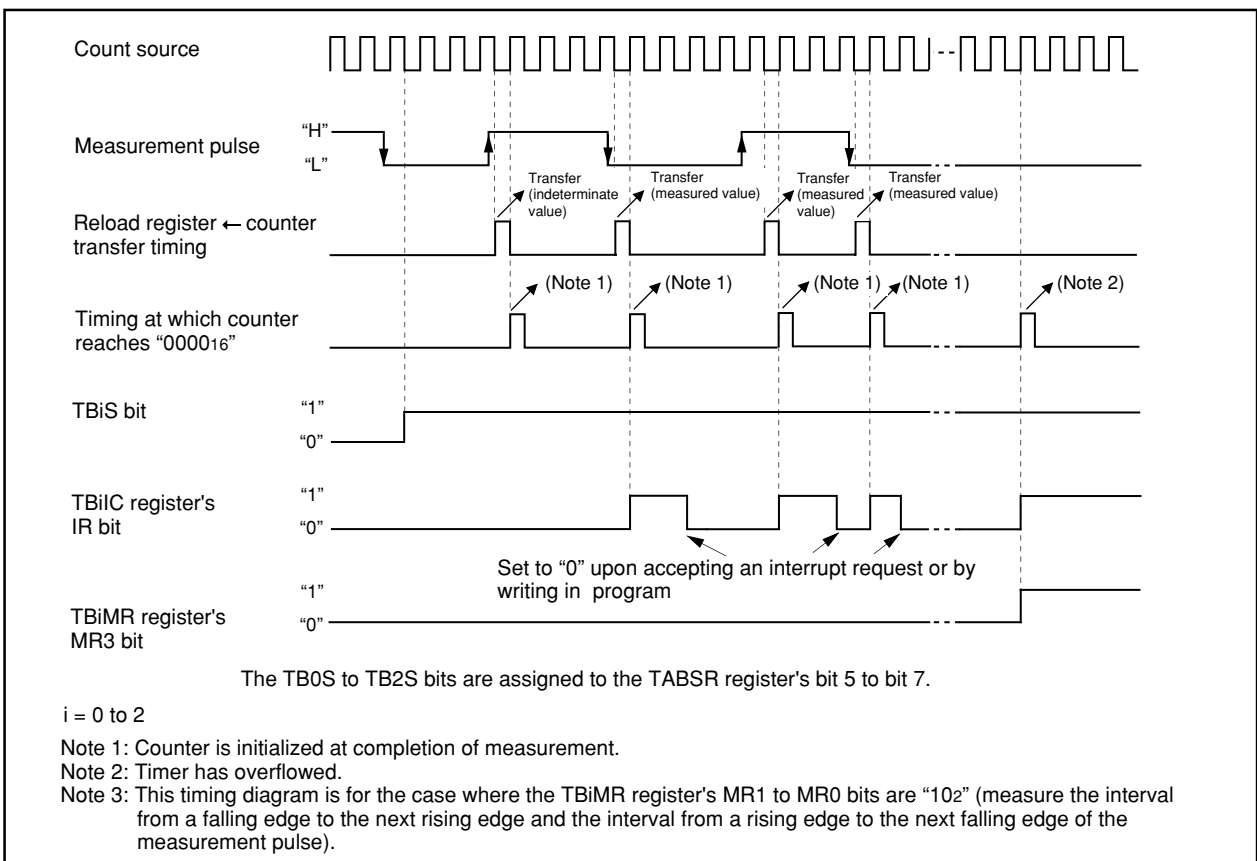 Count source
Measurement pulse
“H”
“L”
Transfer
(indeterminate
value)
Transfer
(measured value)
Transfer
(measured
value)
Transfer
(measured value)
Reload register ← counter
transfer timing
(Note 1)
(Note 1)
(Note 1)
(Note 1)
(Note 2)
Timing at which counter
reaches “000016”
TBiS bit
“1”
“0”
TBiIC register's
IR bit
“1”
“0”
Set to “0” upon accepting an interrupt request or by
writing in program
TBiMR register's
MR3 bit
“1”
“0”
The TB0S to TB2S bits are assigned to the TABSR register's bit 5 to bit 7.
i = 0 to 2
Note 1: Counter is initialized at completion of measurement.
Note 2: Timer has overflowed.
Note 3: This timing diagram is for the case where the TBiMR register's MR1 to MR0 bits are “102” (measure the interval
from a falling edge to the next rising edge and the interval from a rising edge to the next falling edge of the
measurement pulse).